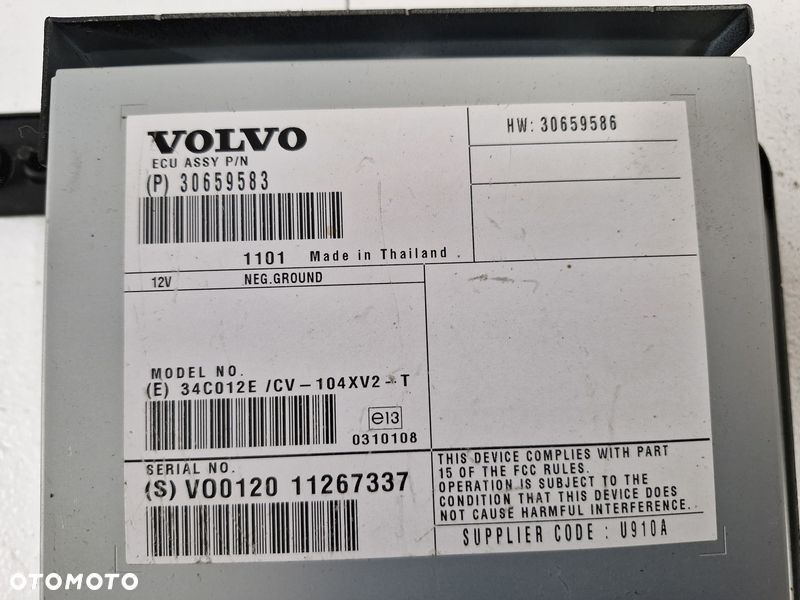 VOLVO
ECU ASSY P/N
(P) 30659583
1101 Made in Thailand
HW: 30659586
12V NEG.GROUND
MODEL NO.
(E) 34C012E /CV-104XV2-T
e13
0310108
SERIAL NO.
(S) VO0120 11267337
THIS DEVICE COMPLIES WITH PART
15 OF THE FCC RULES.
OPERATION IS SUBJECT TO THE
CONDITION THAT THIS DEVICE DOES
NOT CAUSE HARMFUL INTERFERENCE.
SUPPLIER CODE : U910A
OTOMOTO